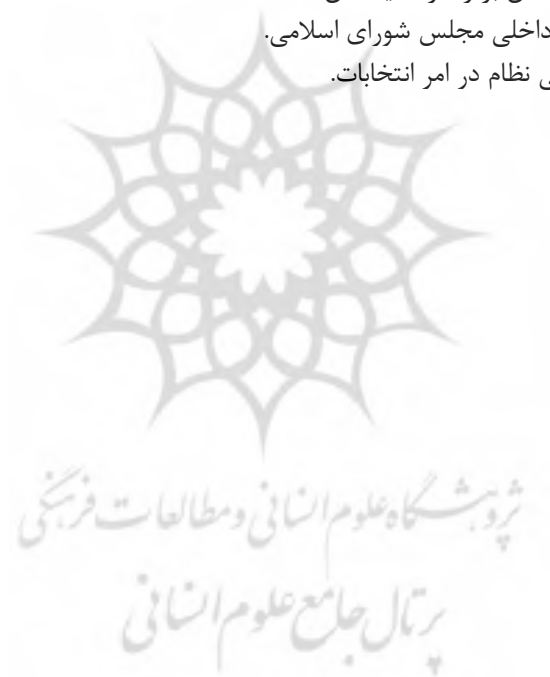 داخلی مجلس شورای اسلامی.
نظام در امر انتخابات.
پژوهشگاه علوم انسانی و مطالعات فرهنگی
پرتال جامع علوم انسانی